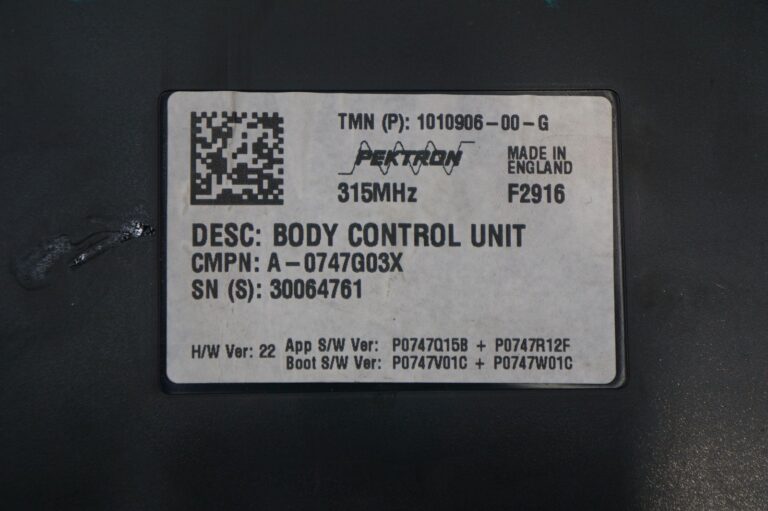 TMN (P): 1010906-00-G
PEKTRON
MADE IN
ENGLAND
315MHz
F2916
DESC: BODY CONTROL UNIT
CMPN: A-0747G03X
SN (S): 30064761
H/W Ver: 22
App S/W Ver: P0747Q15B + P0747R12F
Boot S/W Ver: P0747V01C + P0747W01C